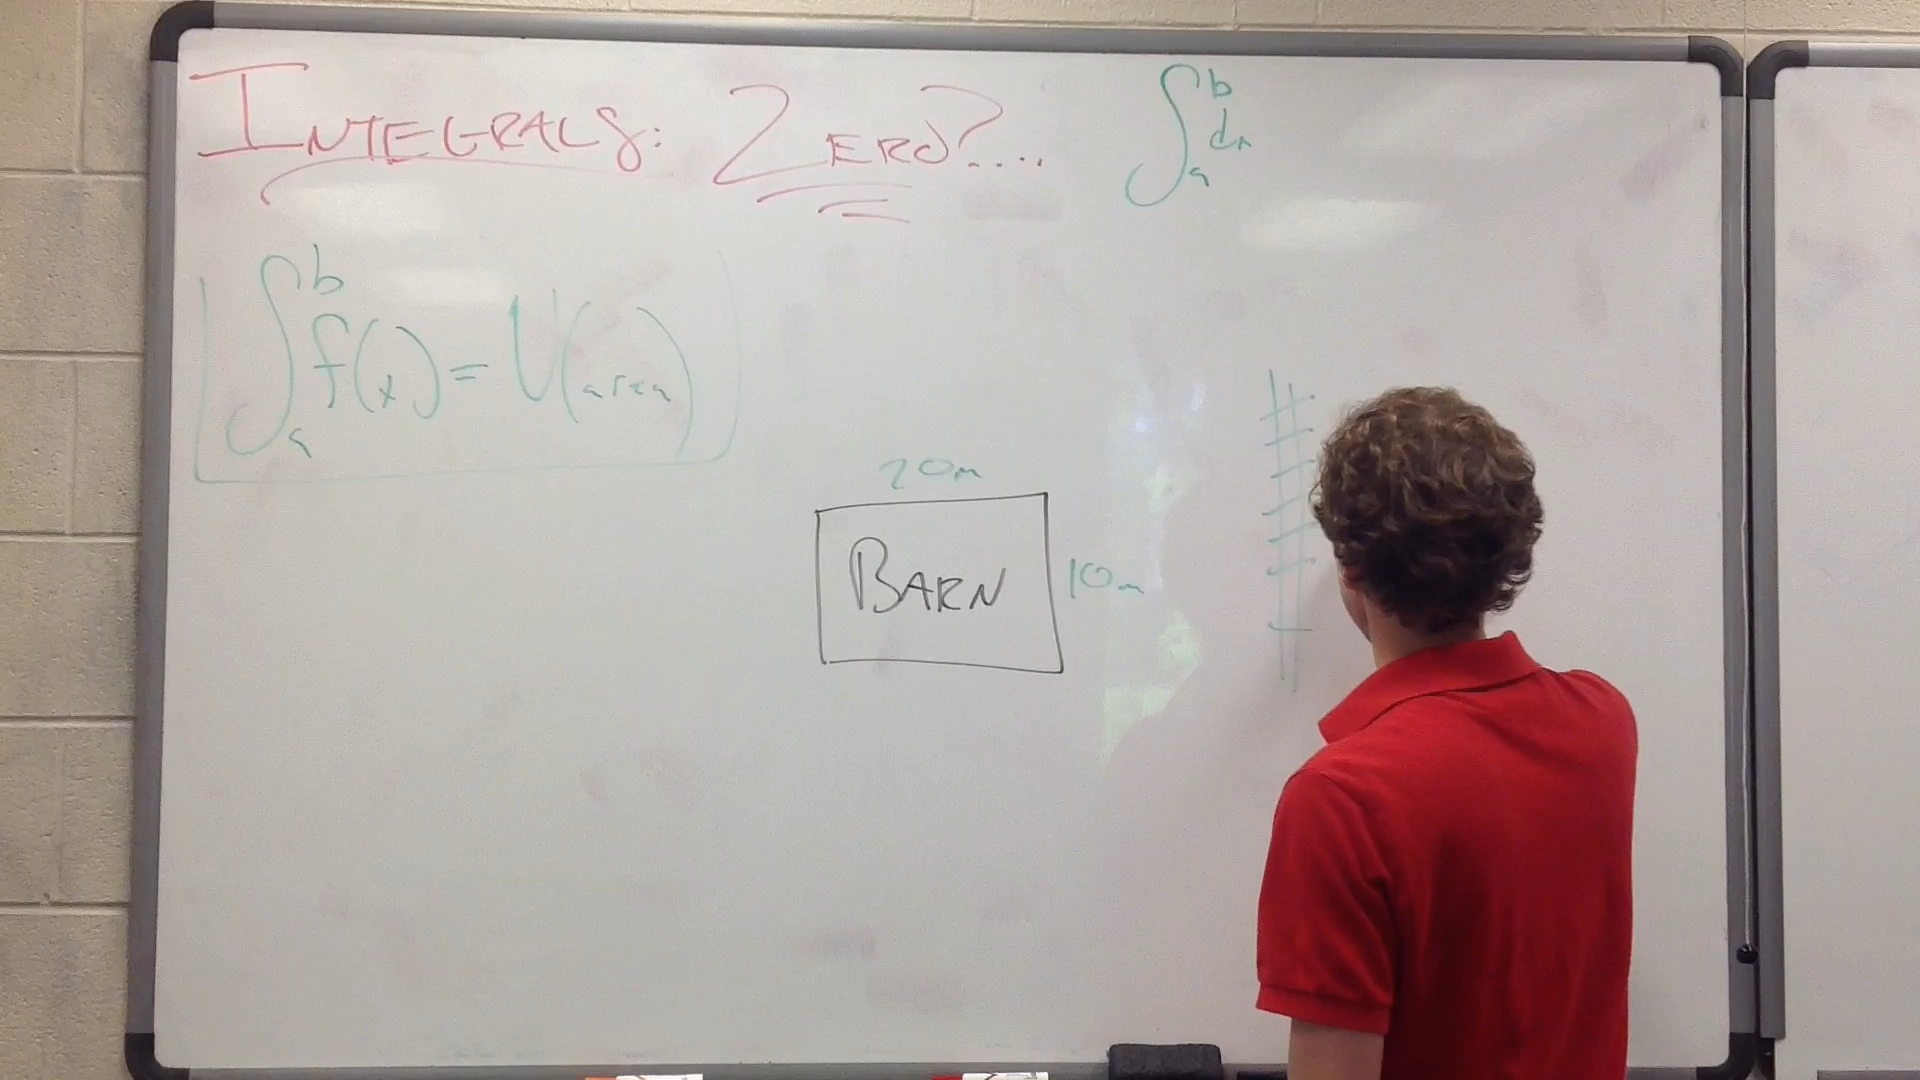 INTEGRALS: ZERO?....
∫ₐᵇ dx
∫ₐᵇ f(x) = U(area)
20m
BARN
10m